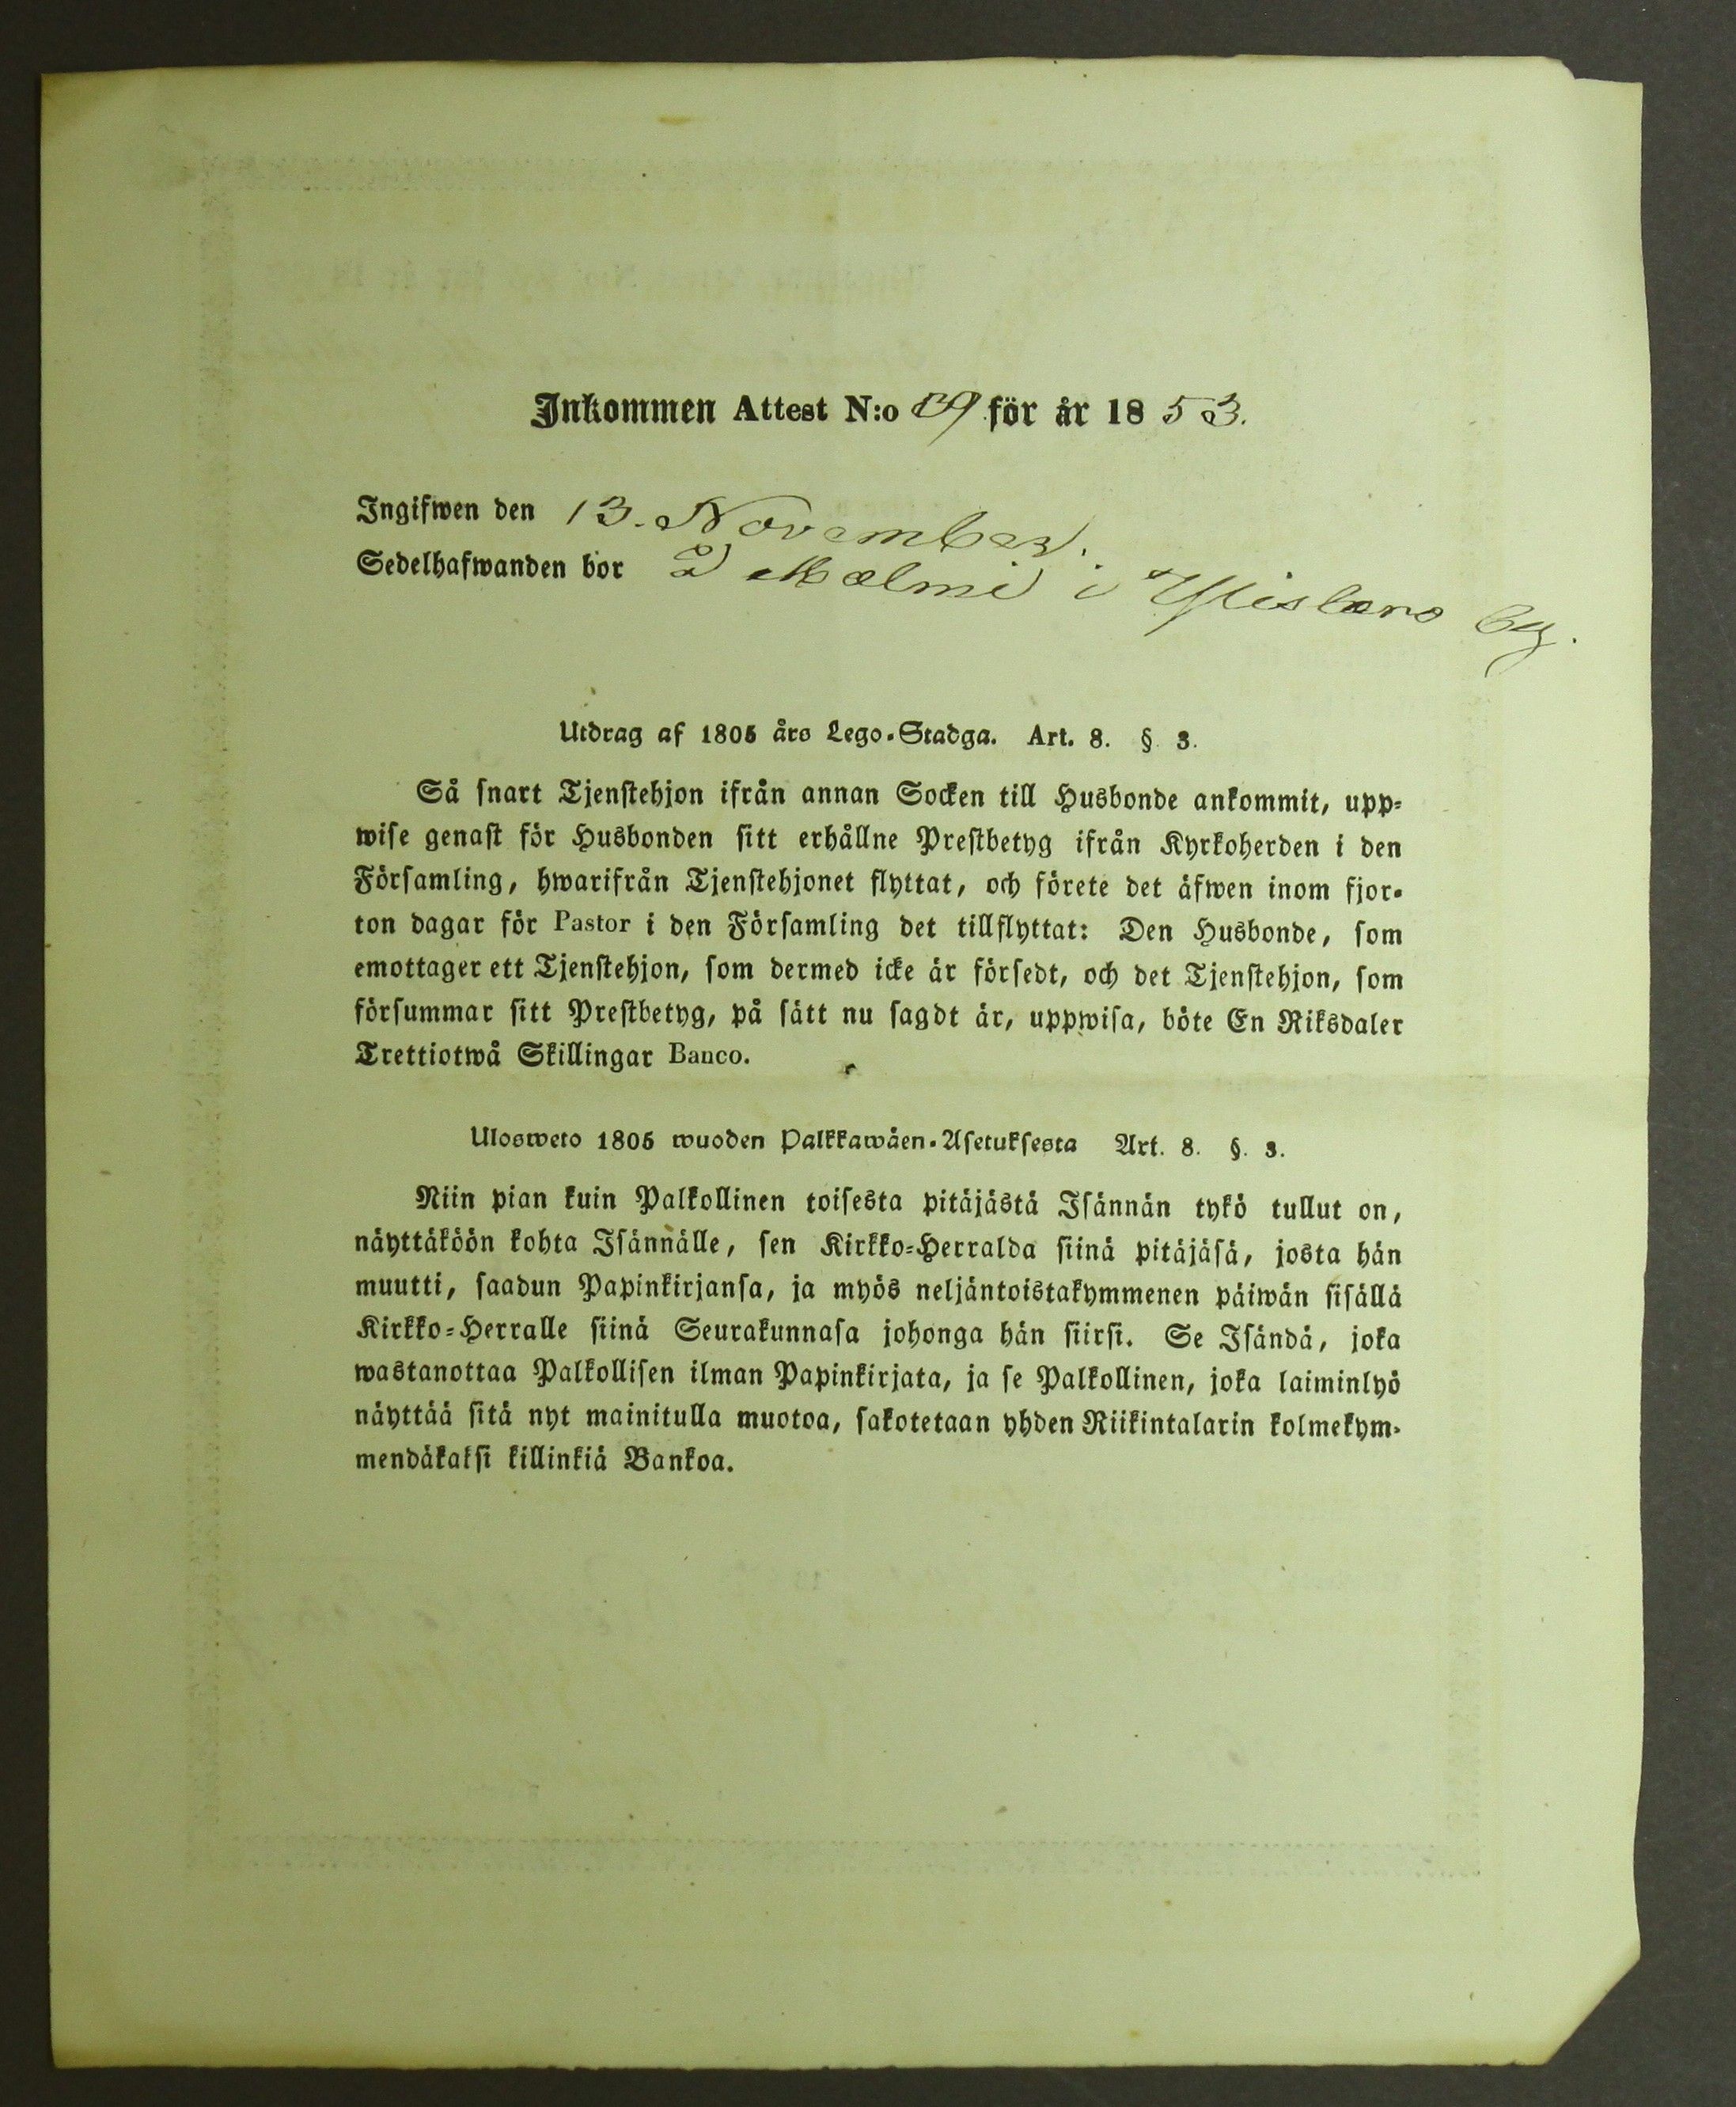 Inkommen Attest N:o för år 1853.
Ingifwen den 13. November.
Sedelhafwanden bor Malmi i by.
Utdrag af 1805 års Lego-Stadga. Art. 8. § 3.
Så snart Tjenstehjon ifrån annan Socken till Husbonde ankommit, upp-
wise genast för Husbonden sitt erhållne Prestbetyg ifrån Kyrkoherden i den
Församling, hwarifrån Tjenstehjonet flyttat, och förete det äfwen inom fjor-
ton dagar för Pastor i den Församling det tillflyttat: Den Husbonde, som
emottager ett Tjenstehjon, som dermed icke är försedt, och det Tjenstehjon, som
försummar sitt Prestbetyg, på sätt nu sagdt är, uppwisa, böte En Riksdaler
Trettiotwå Skillingar Banco.
Ulosweto 1805 wuoden Palkkawäen-Asetuksesta Art. 8. §. 3.
Niin pian kuin Palkollinen toisesta pitäjästä Isännän tykö tullut on,
näyttäköön kohta Isännälle, sen Kirkko-Herralda siinä pitäjäsä, josta hän
muutti, saadun Papinkirjansa, ja myös neljäntoistakymmenen päiwän sisällä
Kirkko-Herralle siinä Seurakunnasa johonga hän siirsi. Se Isändä, joka
wastanottaa Palkollisen ilman Papinkirjata, ja se Palkollinen, joka laiminlyö
näyttää sitä nyt mainitulla muotoa, sakotetaan yhden Riikintalarin kolmekym-
mendäkaksi killinkiä Bankoa.